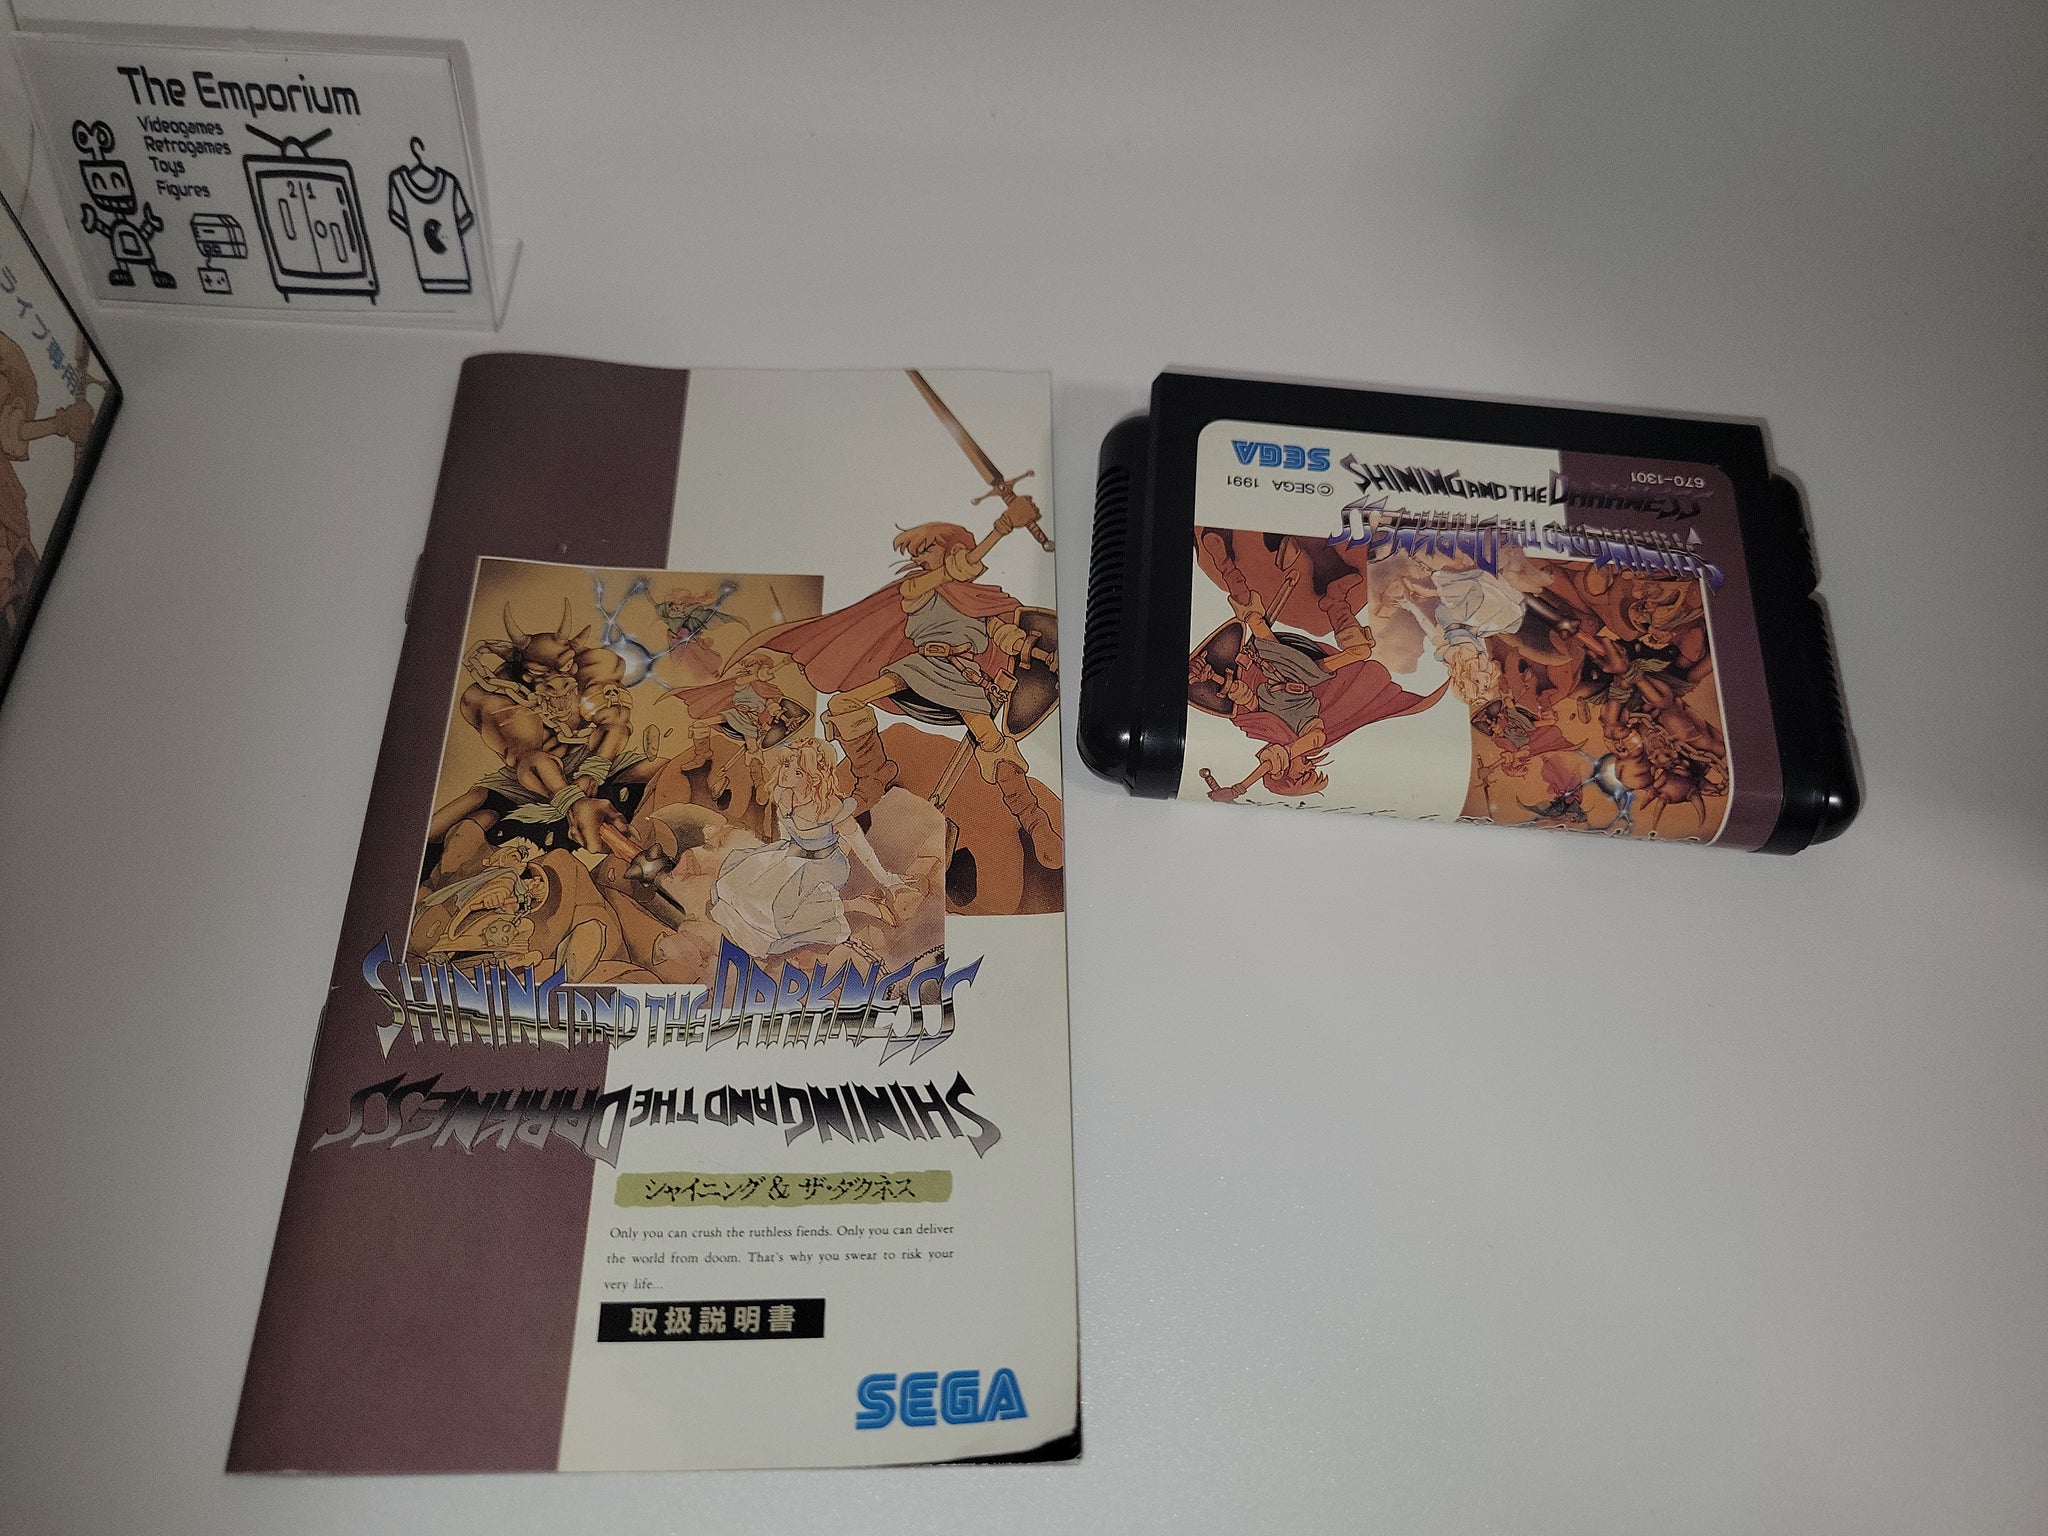 The Emporium
Videogames
Retrogames
Toys
Figures
2 1
ライブ専用
SHINING AND THE DARKNESS
SHINING AND THE DARKNESS
シャイニング & ザ・ダクネス
Only you can crush the ruthless fiends. Only you can deliver
the world from doom. That's why you swear to risk your
very life...
取扱説明書
SEGA
SHINING AND THE DARKNESS
SHINING AND THE DARKNESS
670-1301
SEGA
©SEGA 1991